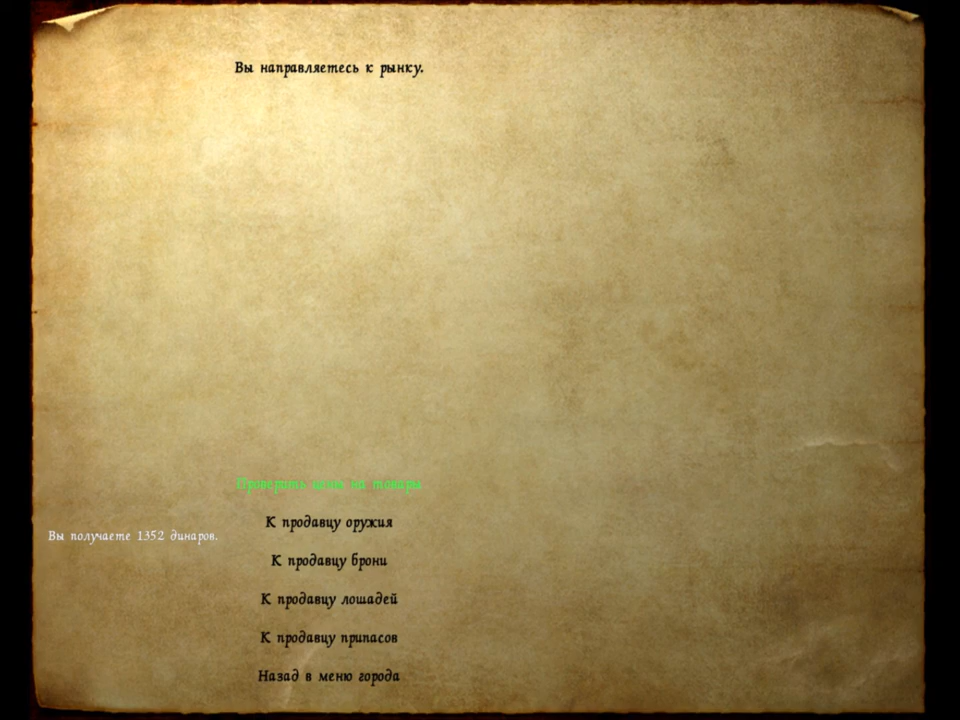 Вы направляетесь к рынку.
Проверить цены на товары
К продавцу оружия
Вы получаете 1352 динаров.
К продавцу брони
К продавцу лошадей
К продавцу припасов
Назад в меню города